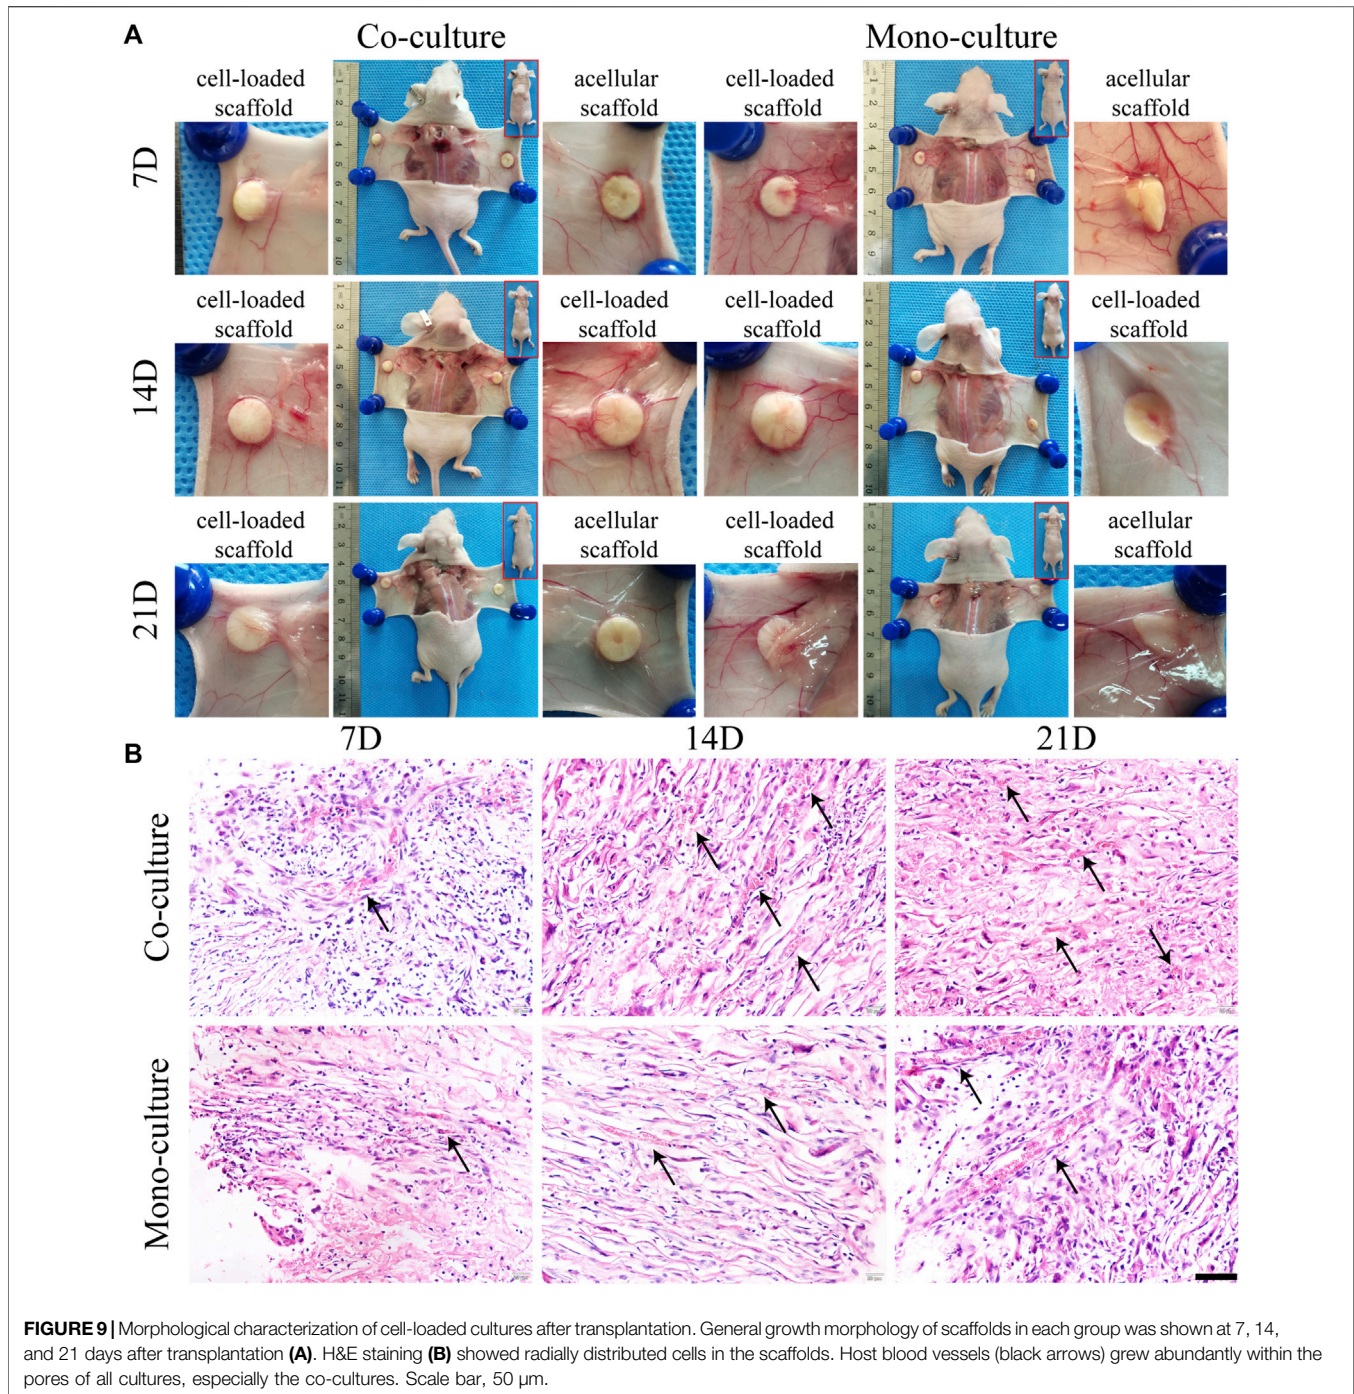 A
Co-culture
Mono-culture
cell-loaded scaffold
acellular scaffold
cell-loaded scaffold
acellular scaffold
7D
cell-loaded scaffold
cell-loaded scaffold
cell-loaded scaffold
cell-loaded scaffold
14D
cell-loaded scaffold
acellular scaffold
cell-loaded scaffold
acellular scaffold
21D
B
7D
14D
21D
Co-culture
Mono-culture
FIGURE 9 | Morphological characterization of cell-loaded cultures after transplantation. General growth morphology of scaffolds in each group was shown at 7, 14,
and 21 days after transplantation (A). H&E staining (B) showed radially distributed cells in the scaffolds. Host blood vessels (black arrows) grew abundantly within the
pores of all cultures, especially the co-cultures. Scale bar, 50 μm.